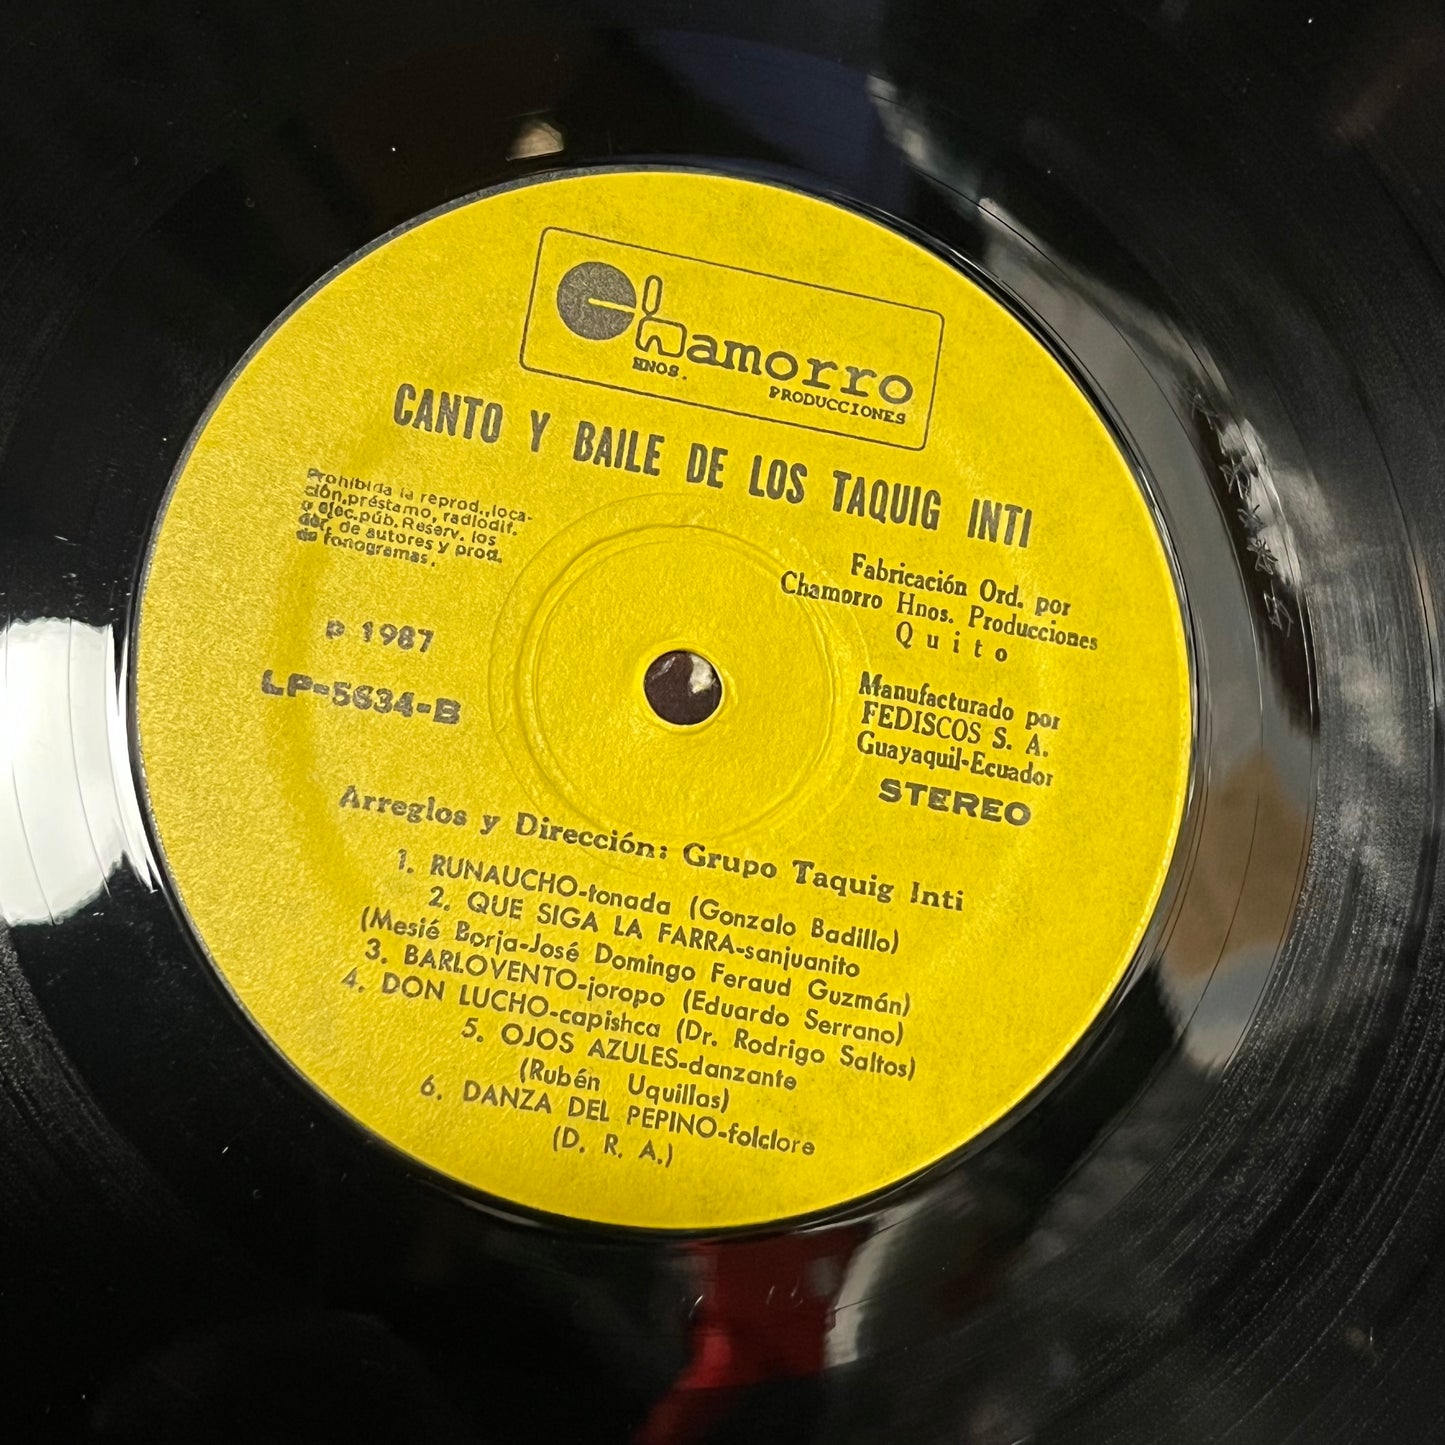 Chamorro
HNOS. PRODUCCIONES
CANTO Y BAILE DE LOS TAQUIG INTI
Prohibida la reprod.,loca-
ción,préstamo, radiodif.
o ejec.púb. Reserv. los
der. de autores y prod.
de fonogramas.
Fabricación Ord. por
Chamorro Hnos. Producciones
Quito
p 1987
LP-5634-B
Manufacturado por
FEDISCOS S. A.
Guayaquil-Ecuador
STEREO
Arreglos y Dirección: Grupo Taquig Inti
1. RUNAUCHO-tonada (Gonzalo Badillo)
2. QUE SIGA LA FARRA-sanjuanito
(Mesié Borja-José Domingo Feraud Guzmán)
3. BARLOVENTO-joropo (Eduardo Serrano)
4. DON LUCHO-capishca (Dr. Rodrigo Saltos)
5. OJOS AZULES-danzante
(Rubén Uquillas)
6. DANZA DEL PEPINO-folclore
(D. R. A.)